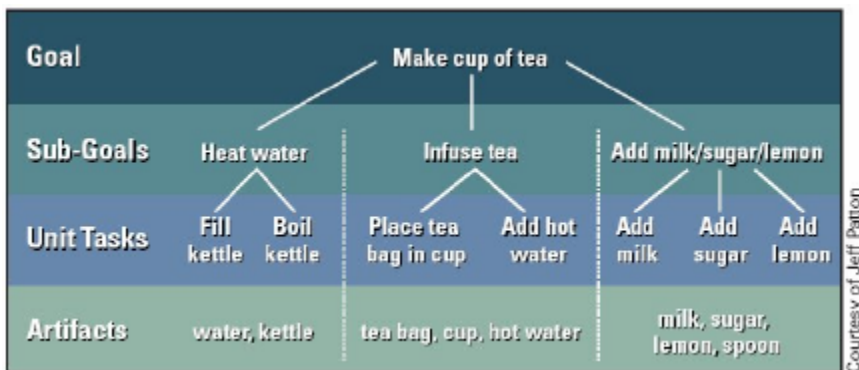 Goal
Make cup of tea
Sub-Goals
Heat water
Infuse tea
Add milk/sugar/lemon
Unit Tasks
Fill
kettle
Boil
kettle
Place tea
bag in cup
Add hot
water
Add
milk
Add
sugar
Add
lemon
Artifacts
water, kettle
tea bag, cup, hot water
milk, sugar,
lemon, spoon
Courtesy of Jeff Patton